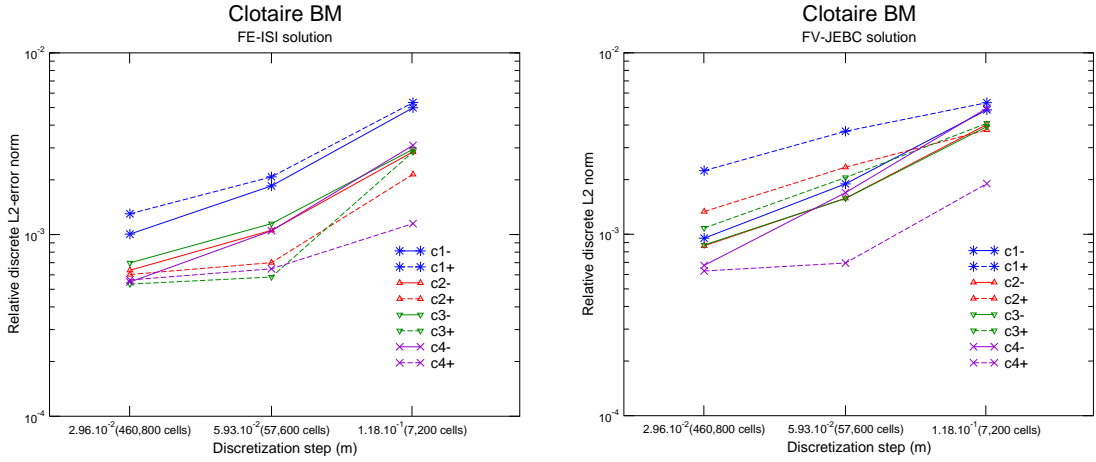 Clotaire BM
FE-ISI solution
Relative discrete L2-error norm
10⁻²
10⁻³
10⁻⁴
c1-
c1+
c2-
c2+
c3-
c3+
c4-
c4+
2.96.10⁻²(460,800 cells)
5.93.10⁻²(57,600 cells)
1.18.10⁻¹(7,200 cells)
Discretization step (m)
Clotaire BM
FV-JEBC solution
Relative discrete L2 norm
10⁻²
10⁻³
10⁻⁴
c1-
c1+
c2-
c2+
c3-
c3+
c4-
c4+
2.96.10⁻²(460,800 cells)
5.93.10⁻²(57,600 cells)
1.18.10⁻¹(7,200 cells)
Discretization step (m)